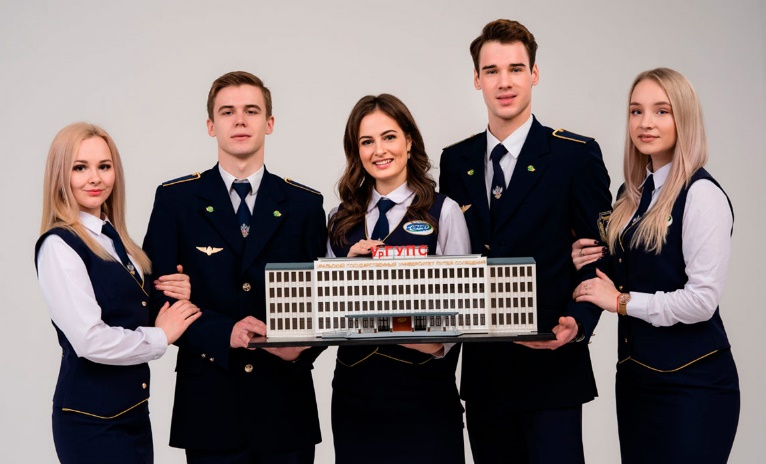 УрГУПС
УРАЛЬСКИЙ ГОСУДАРСТВЕННЫЙ УНИВЕРСИТЕТ ПУТЕЙ СООБЩЕНИЯ